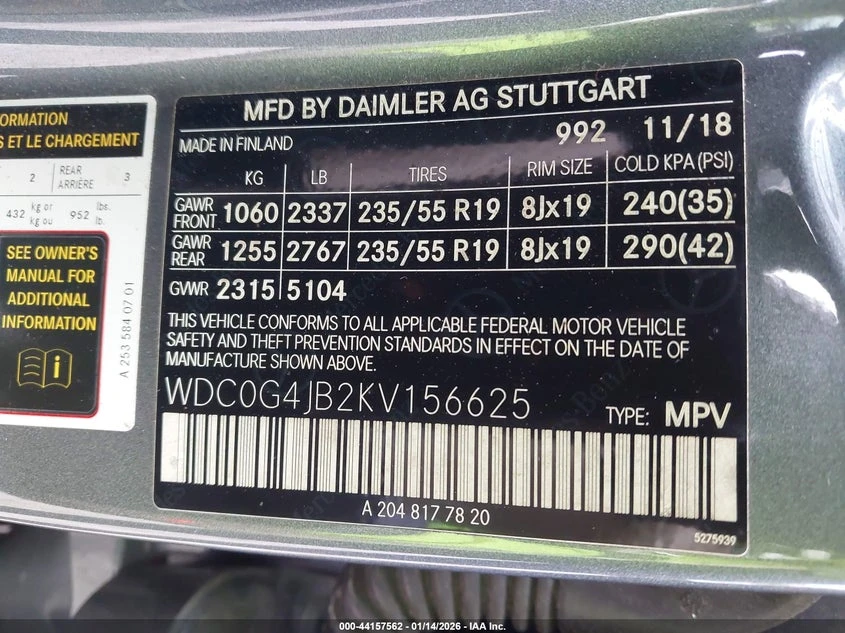 ORMATION
S ET LE CHARGEMENT
2 REAR ARRIÈRE 3
432 kg or kg ou 952 lbs. lb.
SEE OWNER'S
MANUAL FOR
ADDITIONAL
INFORMATION
A 253 584 07 01
MFD BY DAIMLER AG STUTTGART
MADE IN FINLAND 992 11/18
KG LB TIRES RIM SIZE COLD KPA (PSI)
GAWR FRONT 1060 2337 235/55 R19 8Jx19 240(35)
GAWR REAR 1255 2767 235/55 R19 8Jx19 290(42)
GVWR 2315 5104
THIS VEHICLE CONFORMS TO ALL APPLICABLE FEDERAL MOTOR VEHICLE
SAFETY AND THEFT PREVENTION STANDARDS IN EFFECT ON THE DATE OF
MANUFACTURE SHOWN ABOVE.
WDC0G4JB2KV156625 TYPE: MPV
A 204 817 78 20
5275939
000-44157562 - 01/14/2026 - IAA Inc.